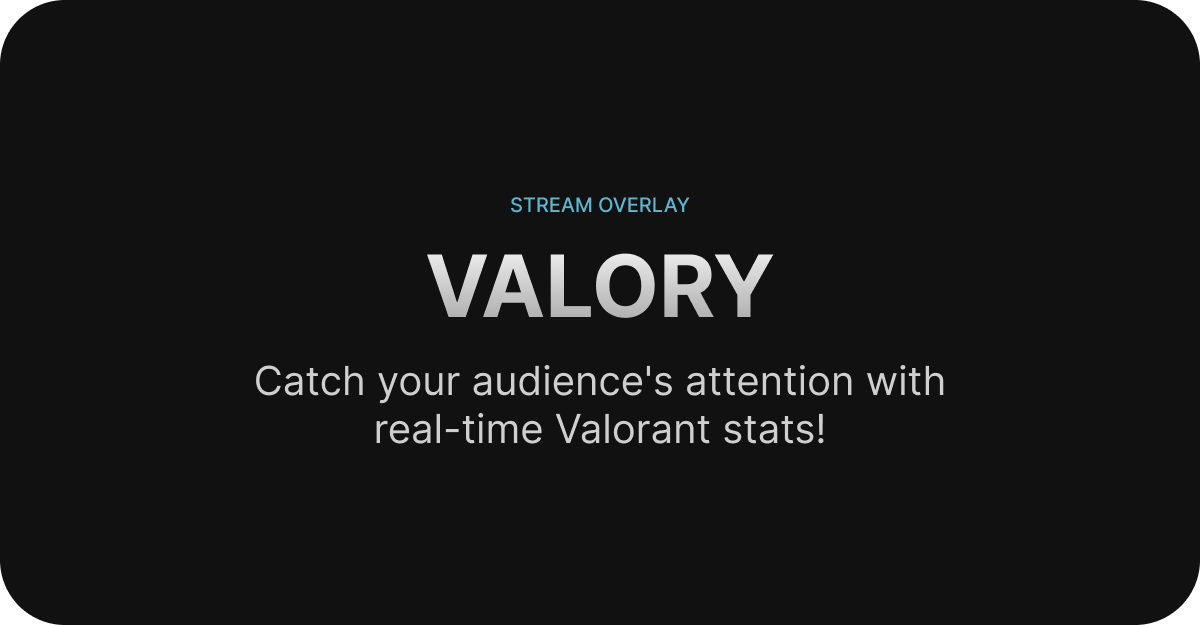 STREAM OVERLAY
VALORY
Catch your audience's attention with
real-time Valorant stats!